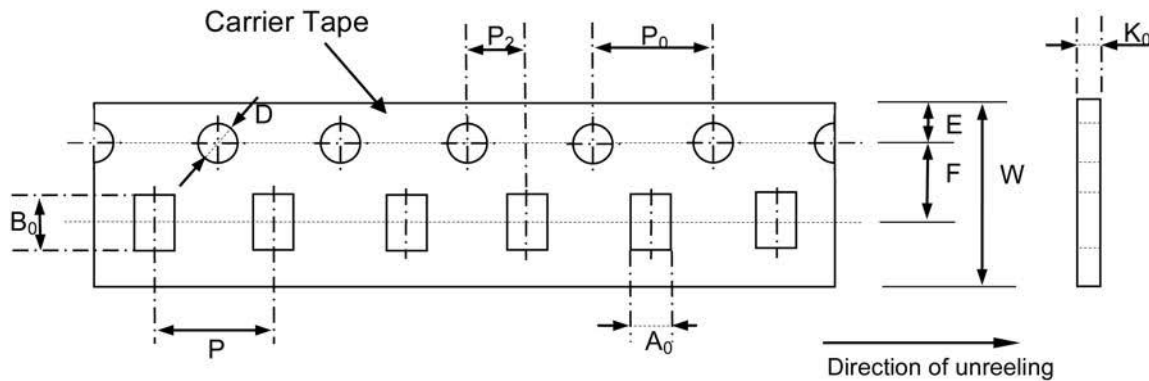 Carrier Tape
P₂
P₀
K₀
D
E
F
W
B₀
P
A₀
Direction of unreeling